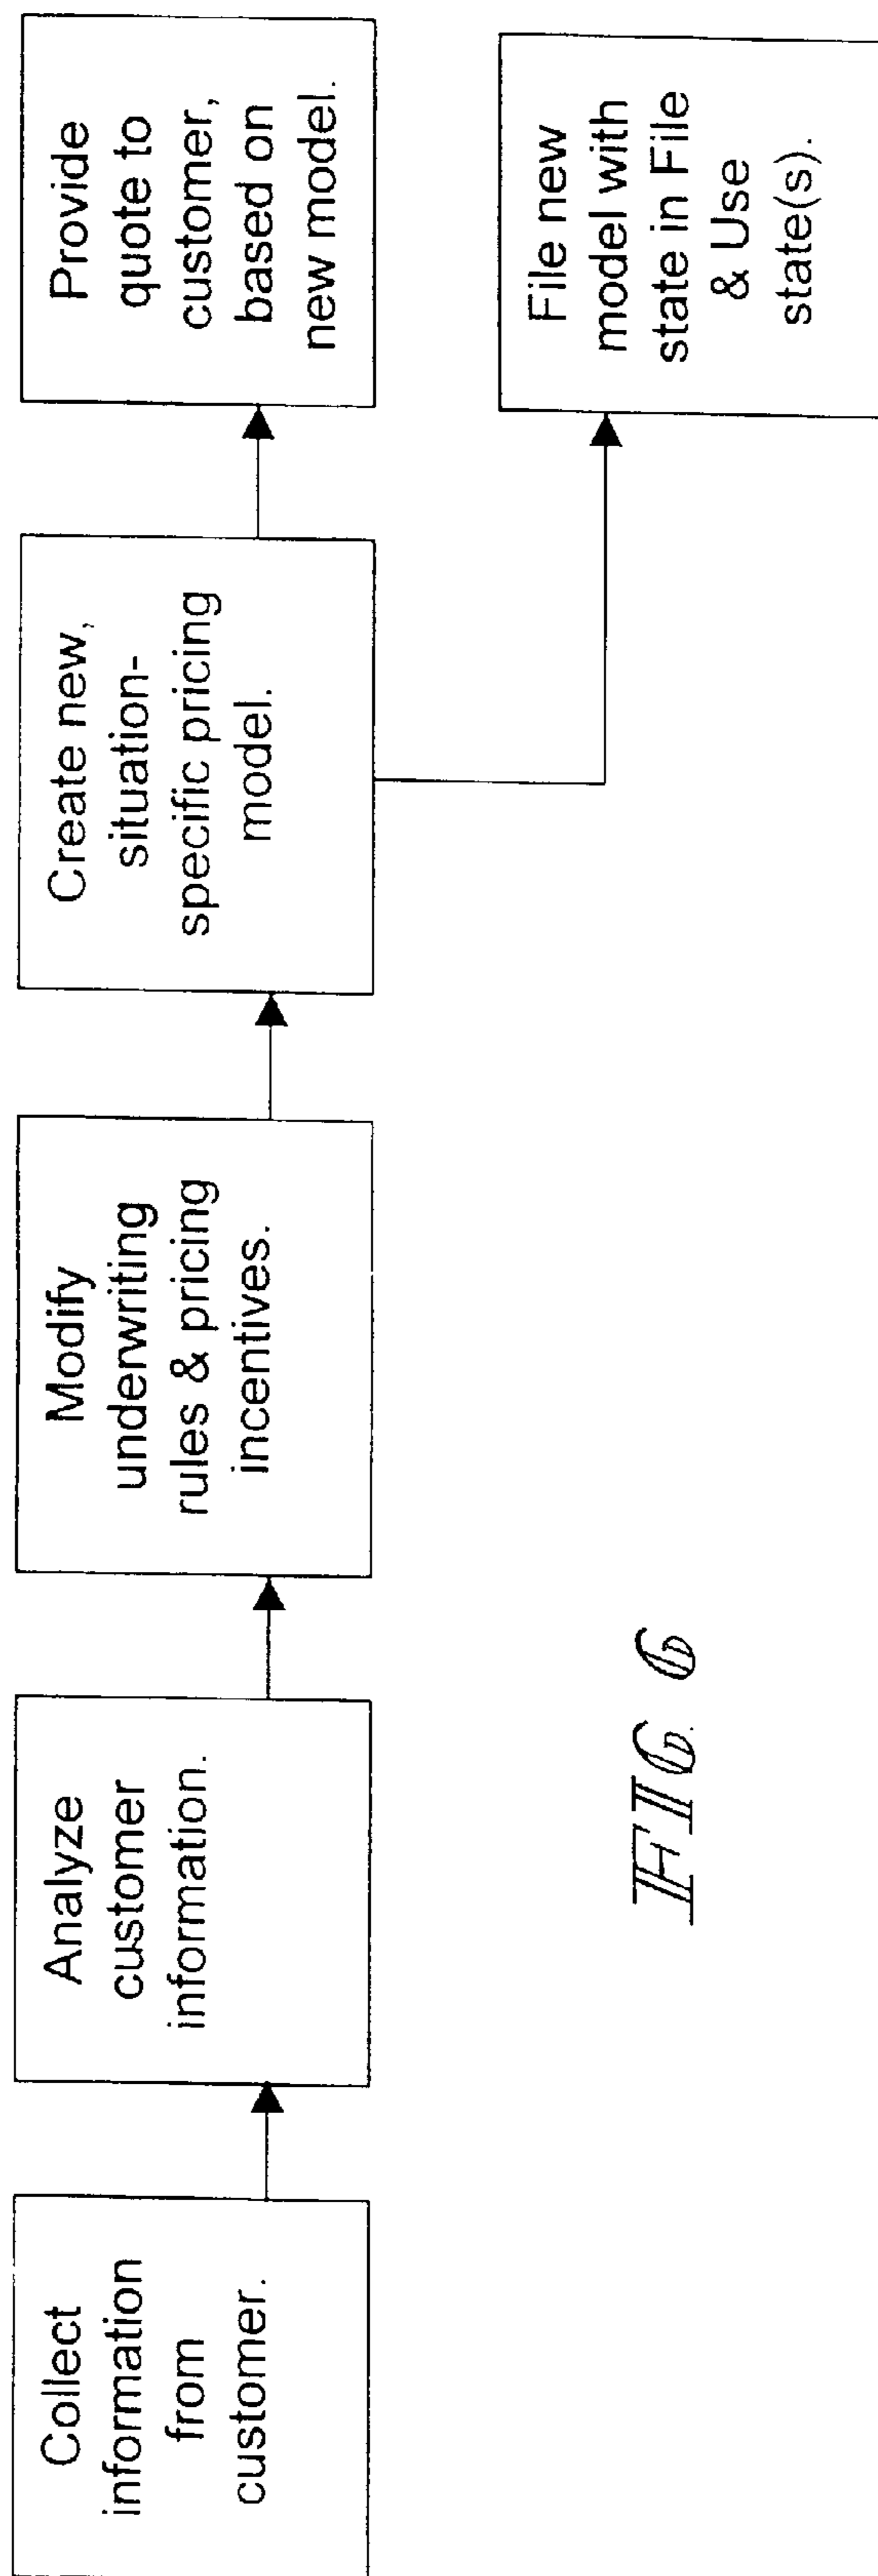 Collect
information
from
customer.
Analyze
customer
information.
Modify
underwriting
rules & pricing
incentives.
Create new,
situation-
specific pricing
model.
Provide
quote to
customer,
based on
new model.
File new
model with
state in File
& Use
state(s).
FIG. 6